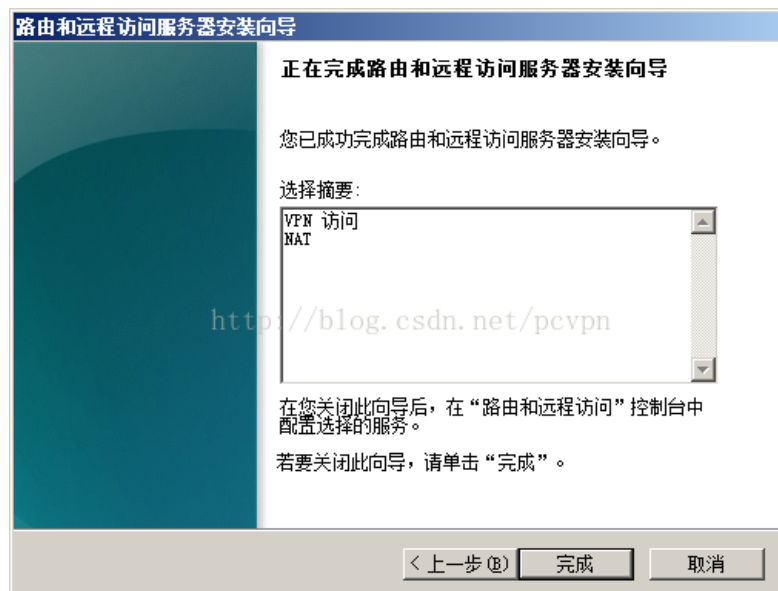 路由和远程访问服务器安装向导
正在完成路由和远程访问服务器安装向导
您已成功完成路由和远程访问服务器安装向导。
选择摘要:
VPN 访问
NAT
http://blog.csdn.net/pcvpn
在您关闭此向导后，在“路由和远程访问”控制台中
配置选择的服务。
若要关闭此向导，请单击“完成”。
< 上一步(B)
完成
取消